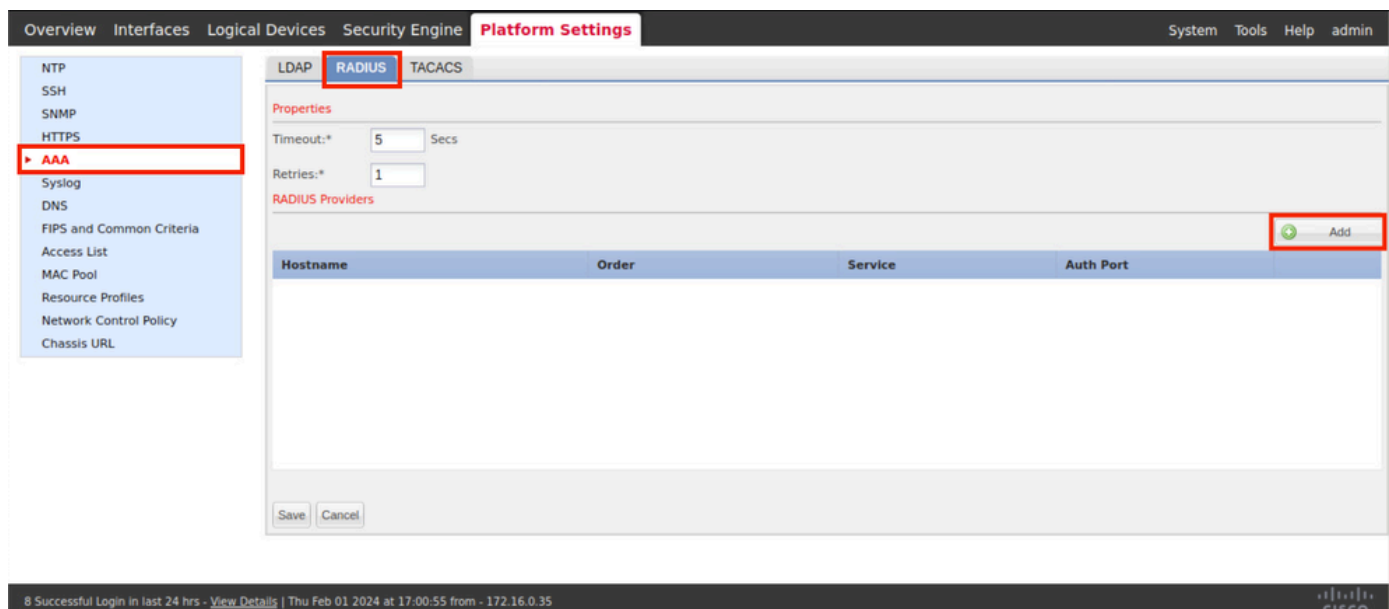 Overview Interfaces Logical Devices Security Engine Platform Settings System Tools Help admin
NTP
SSH
SNMP
HTTPS
AAA
Syslog
DNS
FIPS and Common Criteria
Access List
MAC Pool
Resource Profiles
Network Control Policy
Chassis URL
LDAP RADIUS TACACS
Properties
Timeout:* 5 Secs
Retries:* 1
RADIUS Providers
Add
Hostname Order Service Auth Port
Save Cancel
8 Successful Login in last 24 hrs - View Details | Thu Feb 01 2024 at 17:00:55 from - 172.16.0.35
CISCO